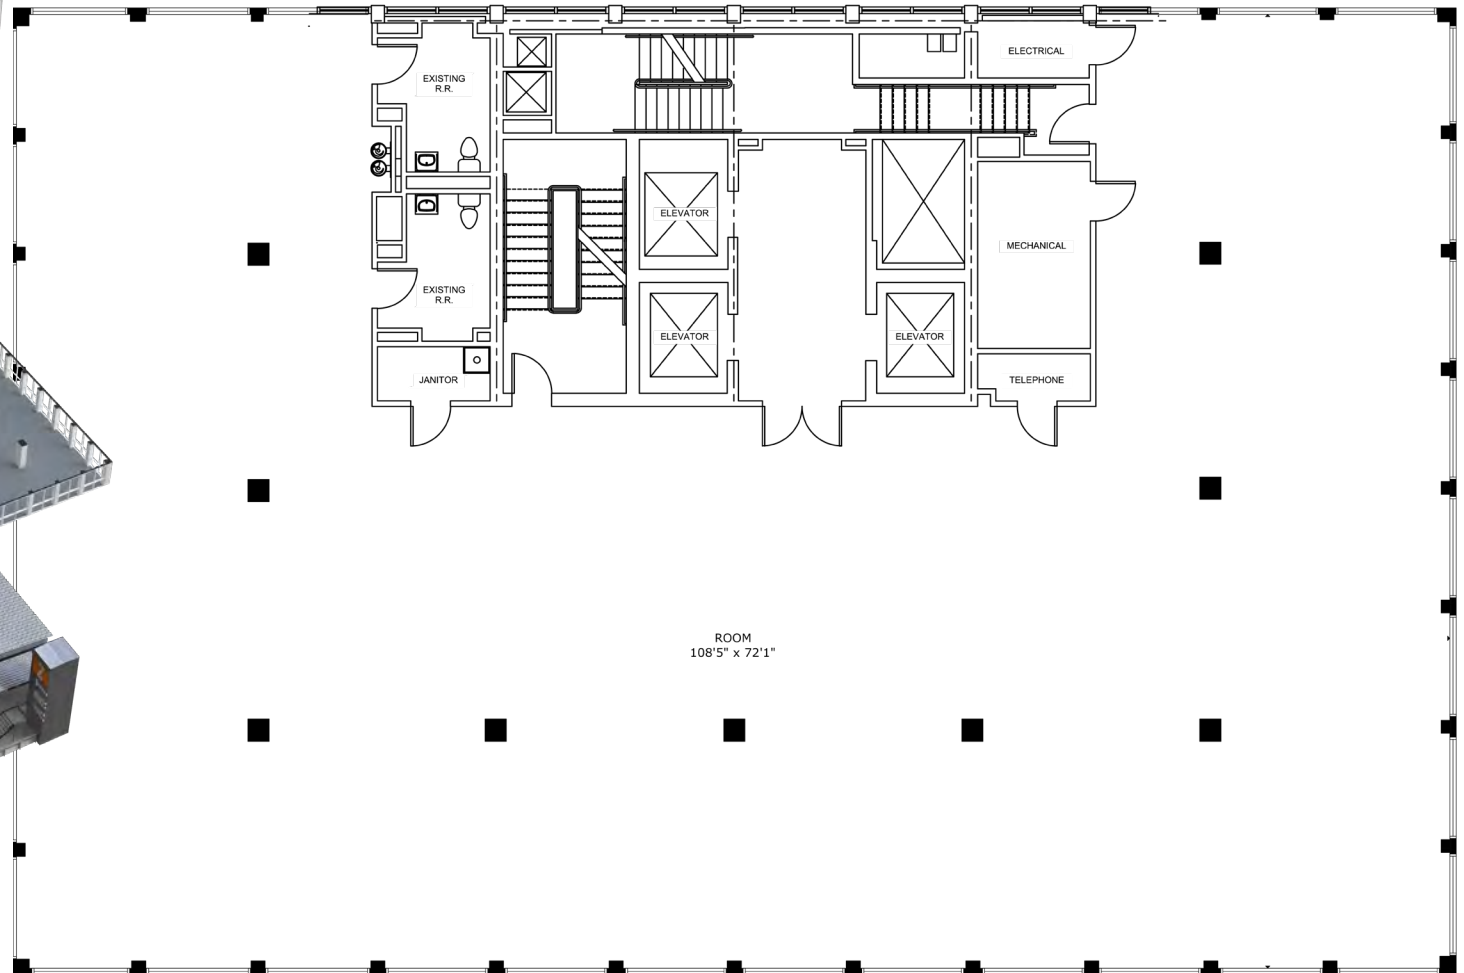 ELECTRICAL
EXISTING
R.R.
ELEVATOR
MECHANICAL
EXISTING
R.R.
ELEVATOR
ELEVATOR
JANITOR
TELEPHONE
ROOM
108'5" x 72'1"